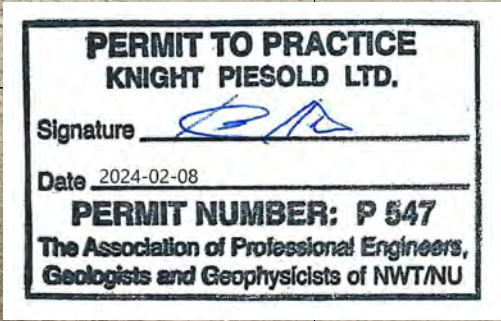 PERMIT TO PRACTICE
KNIGHT PIESOLD LTD.
Signature
Date 2024-02-08
PERMIT NUMBER: P 547
The Association of Professional Engineers,
Geologists and Geophysicists of NWT/NU